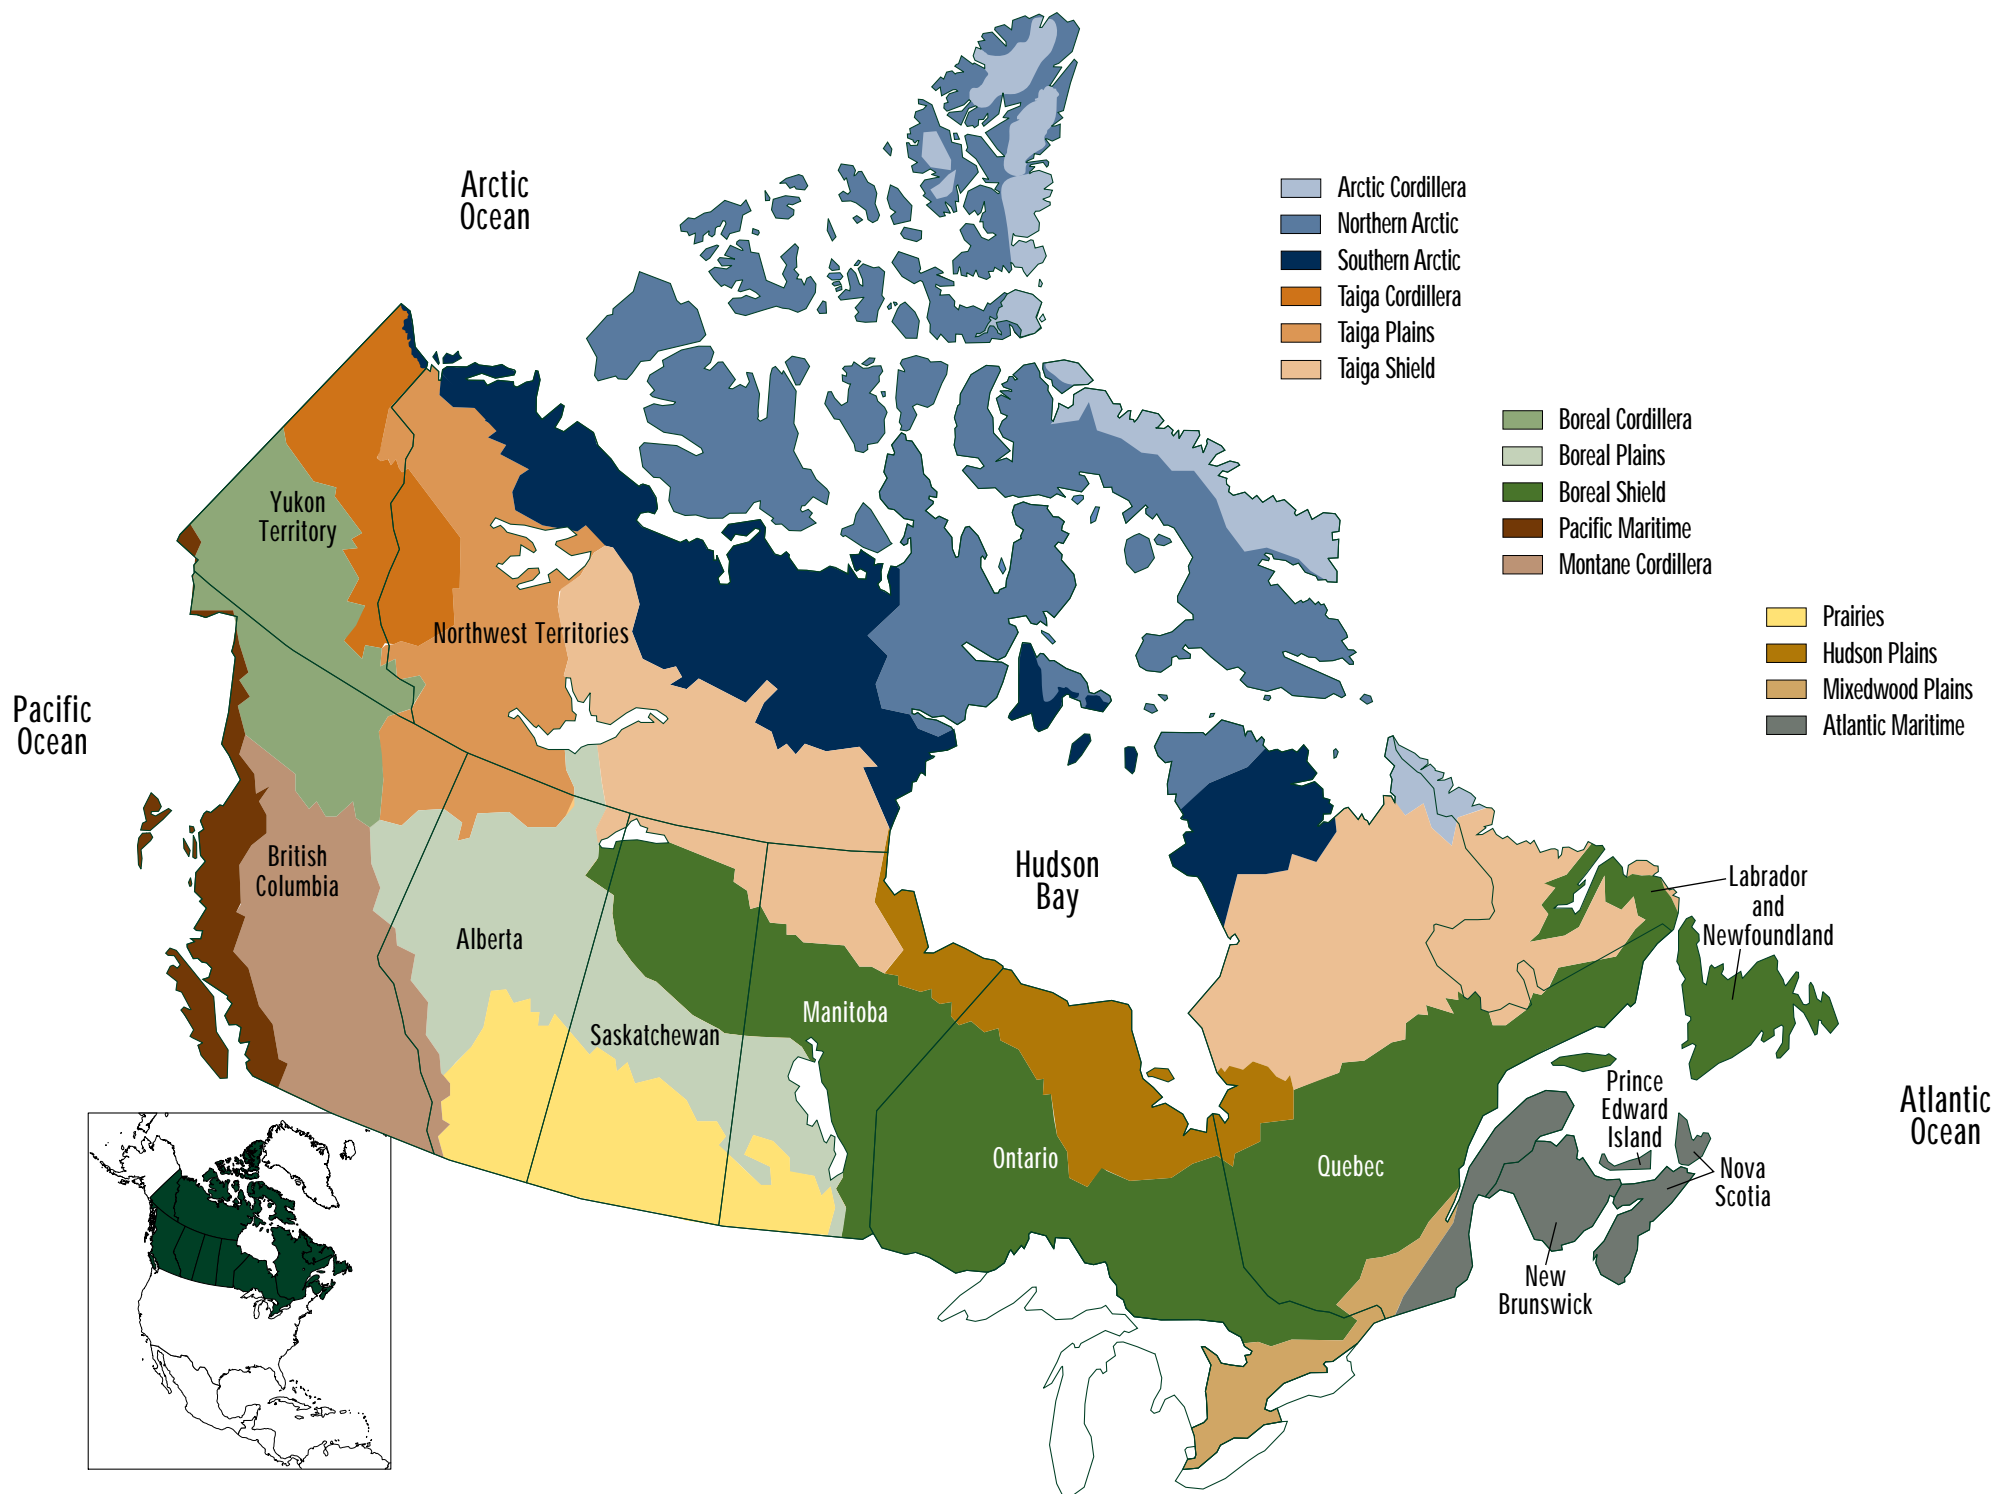 Arctic
Ocean
Arctic Cordillera
Northern Arctic
Southern Arctic
Taiga Cordillera
Taiga Plains
Taiga Shield
Boreal Cordillera
Boreal Plains
Boreal Shield
Pacific Maritime
Montane Cordillera
Prairies
Hudson Plains
Mixedwood Plains
Atlantic Maritime
Yukon
Territory
Northwest Territories
Pacific
Ocean
British
Columbia
Alberta
Saskatchewan
Manitoba
Hudson
Bay
Ontario
Quebec
Labrador
and
Newfoundland
Prince
Edward
Island
Nova
Scotia
New
Brunswick
Atlantic
Ocean